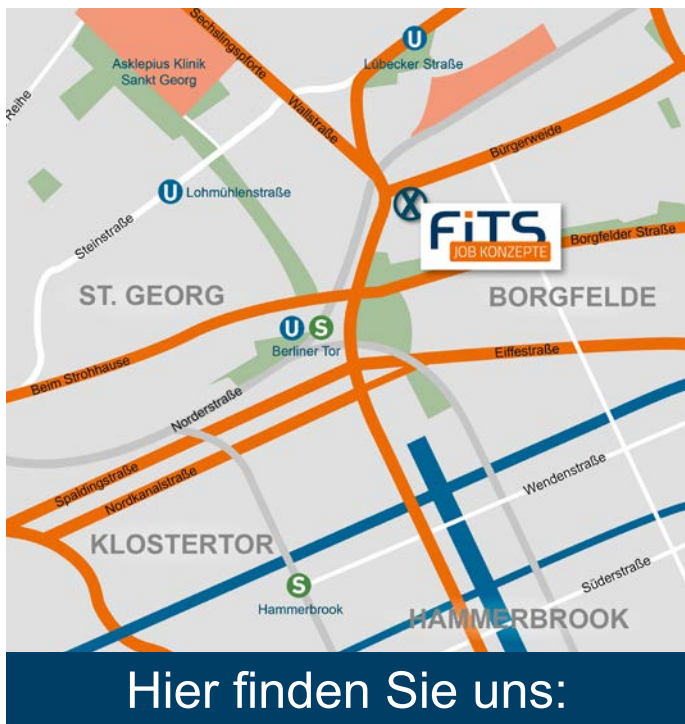 Sechslingspforte
Asklepius Klinik
Sankt Georg
U
Lübecker Straße
Reihe
Wallstraße
Bürgerweide
U Lohmühlenstraße
X
FiTS
JOB KONZEPTE
Steinstraße
Borgfelder Straße
ST. GEORG
BORGFELDE
U S
Berliner Tor
Eiffestraße
Beim Strohhause
Norderstraße
Spaldingstraße
Nordkanalstraße
Wendenstraße
KLOSTERTOR
S
Hammerbrook
Süderstraße
HAMMERBROOK
Hier finden Sie uns: